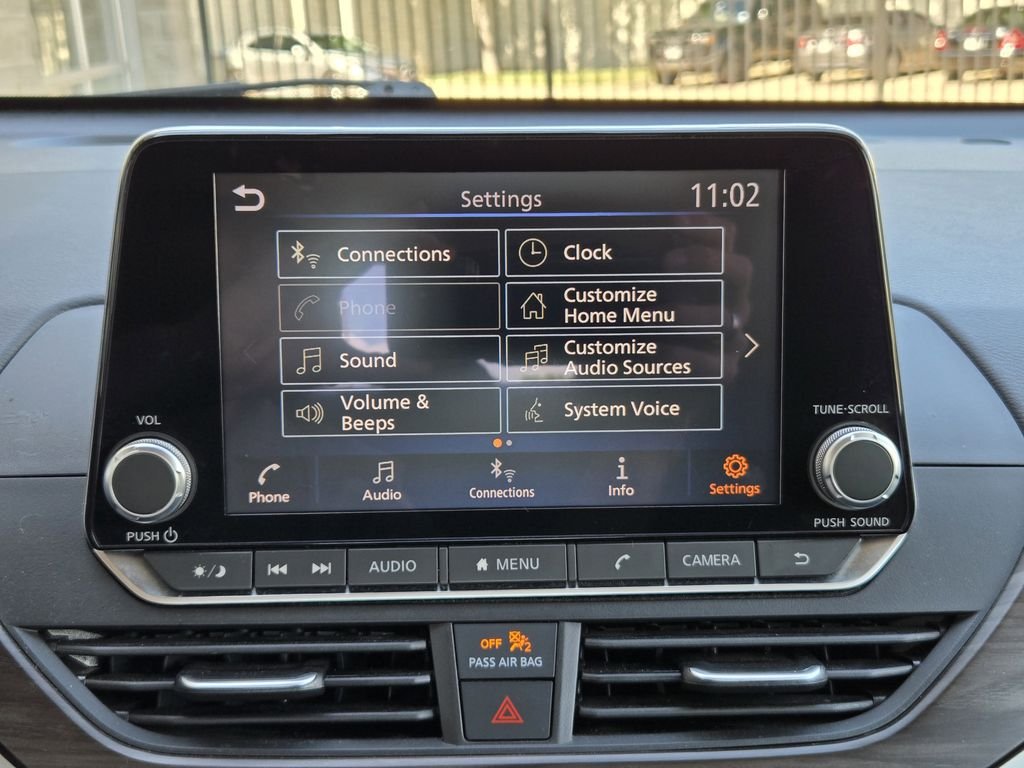 Settings
11:02
Connections
Clock
Phone
Customize
Home Menu
Sound
Customize
Audio Sources
Volume &
Beeps
System Voice
Phone
Audio
Connections
Info
Settings
VOL
PUSH
TUNE·SCROLL
PUSH SOUND
AUDIO
MENU
CAMERA
OFF
2
PASS AIR BAG